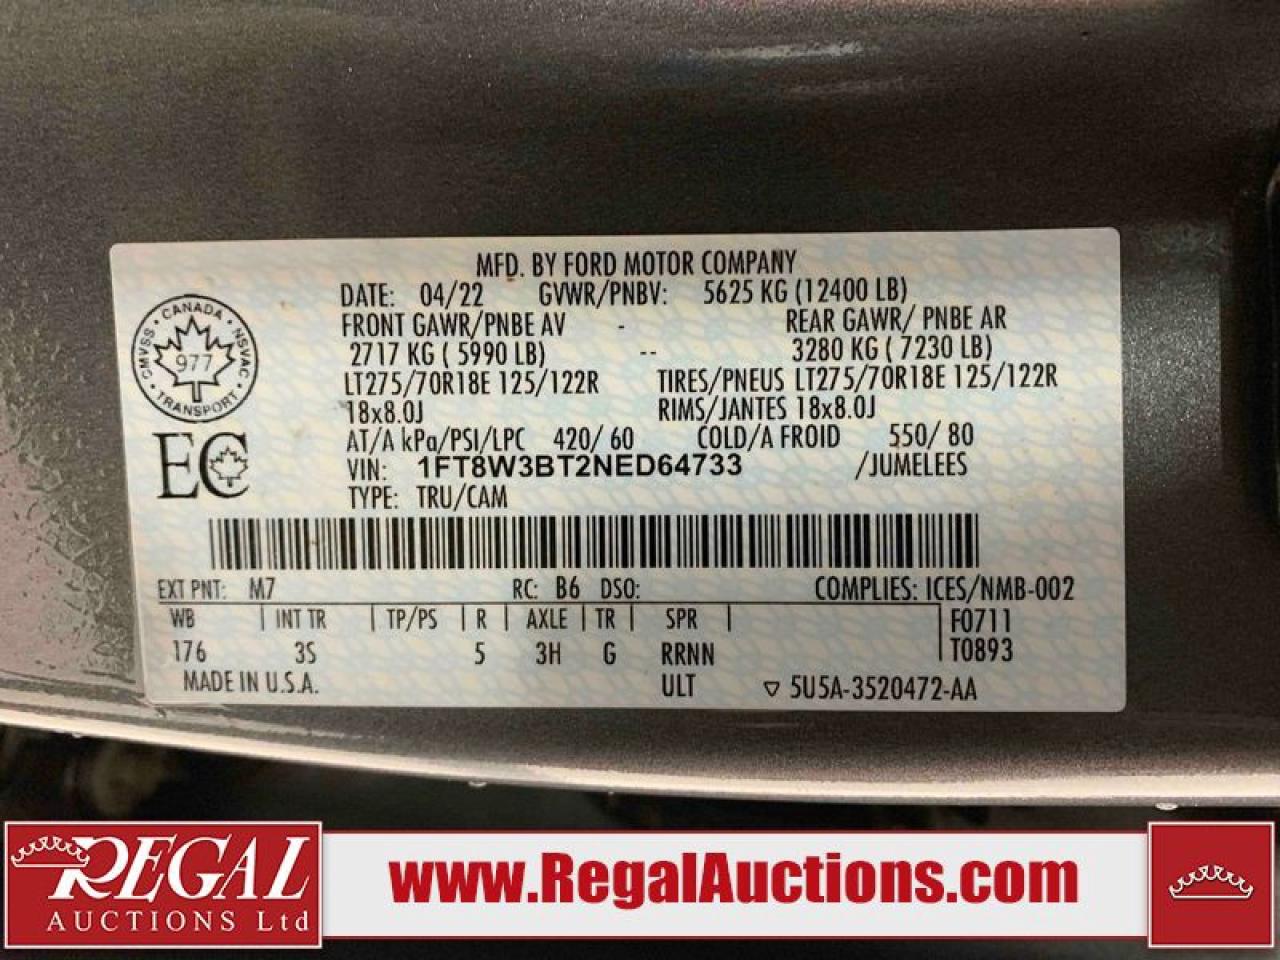 MFD. BY FORD MOTOR COMPANY
DATE: 04/22 GVWR/PNBV: 5625 KG (12400 LB)
FRONT GAWR/PNBE AV - REAR GAWR/ PNBE AR
2717 KG ( 5990 LB) -- 3280 KG ( 7230 LB)
LT275/70R18E 125/122R TIRES/PNEUS LT275/70R18E 125/122R
18x8.0J RIMS/JANTES 18x8.0J
AT/A kPa/PSI/LPC 420/ 60 COLD/A FROID 550/ 80
VIN: 1FT8W3BT2NED64733 /JUMELEES
TYPE: TRU/CAM
CANADA
CMVSS NSVAC
977
TRANSPORT
EC
EXT PNT: M7 RC: B6 DSO: COMPLIES: ICES/NMB-002
WB | INT TR | TP/PS | R | AXLE | TR | SPR | F0711
176 3S 5 3H G RRNN T0893
MADE IN U.S.A. ULT ▽ 5U5A-3520472-AA
REGAL
AUCTIONS Ltd
www.RegalAuctions.com